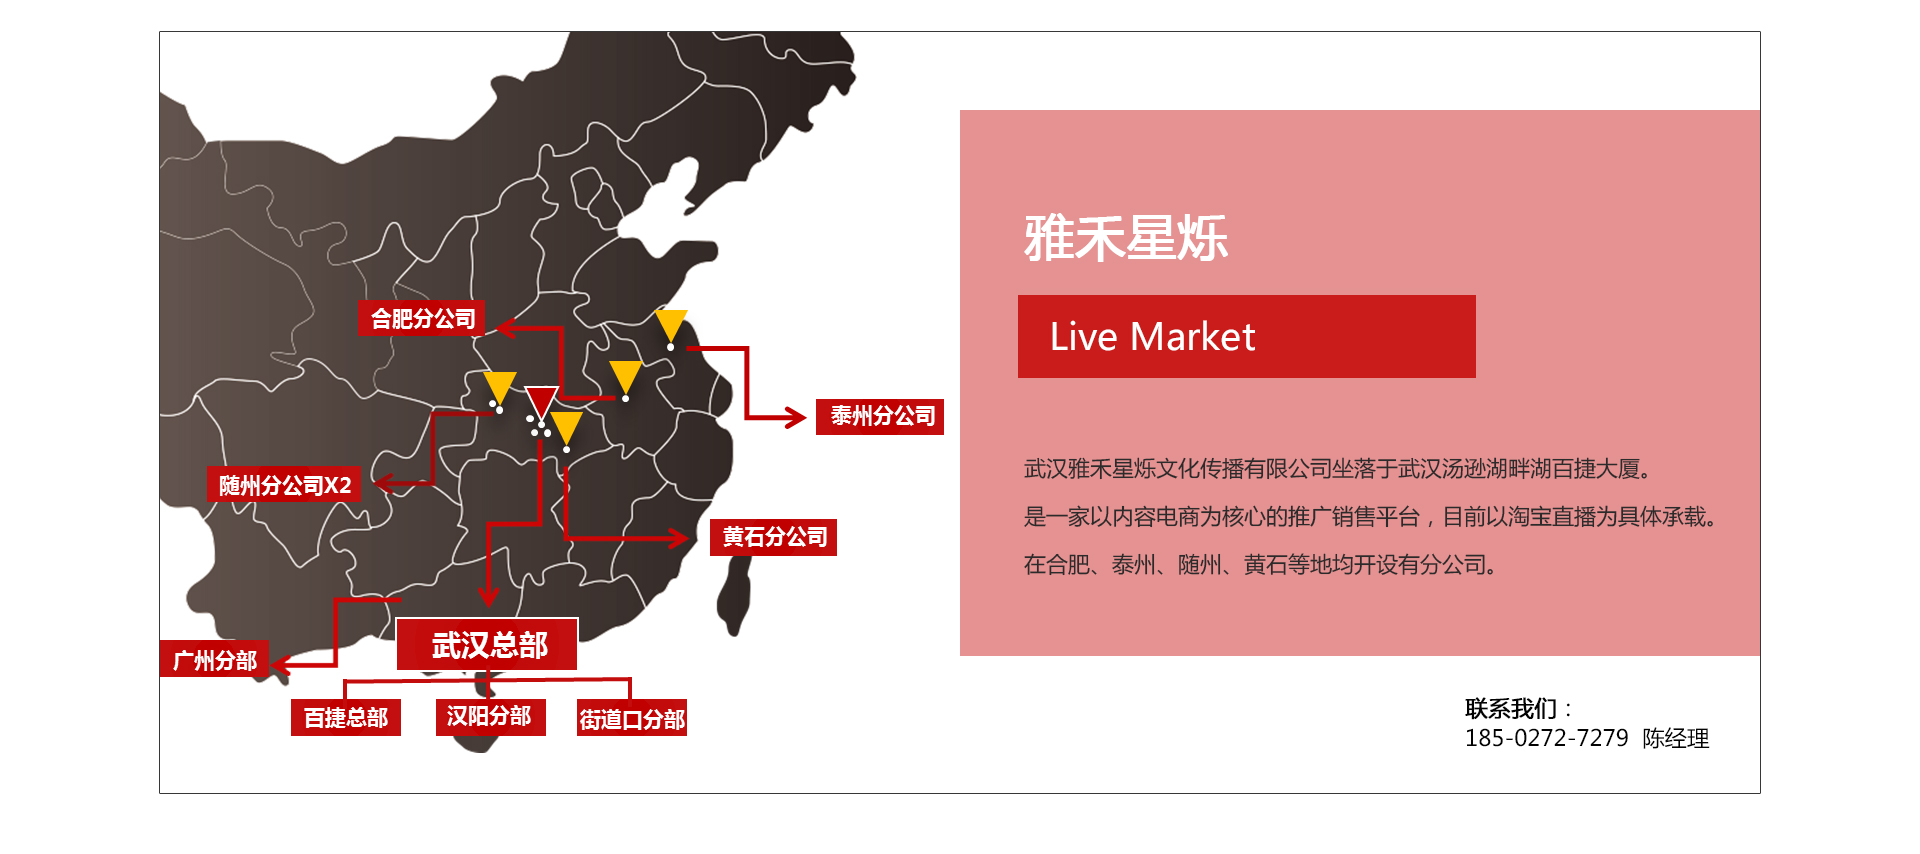 合肥分公司
泰州分公司
随州分公司X2
黄石分公司
武汉总部
广州分部
百捷总部
汉阳分部
街道口分部
雅禾星烁
Live Market
武汉雅禾星烁文化传播有限公司坐落于武汉汤逊湖畔湖百捷大厦。
是一家以内容电商为核心的推广销售平台，目前以淘宝直播为具体承载。
在合肥、泰州、随州、黄石等地均开设有分公司。
联系我们：
185-0272-7279 陈经理